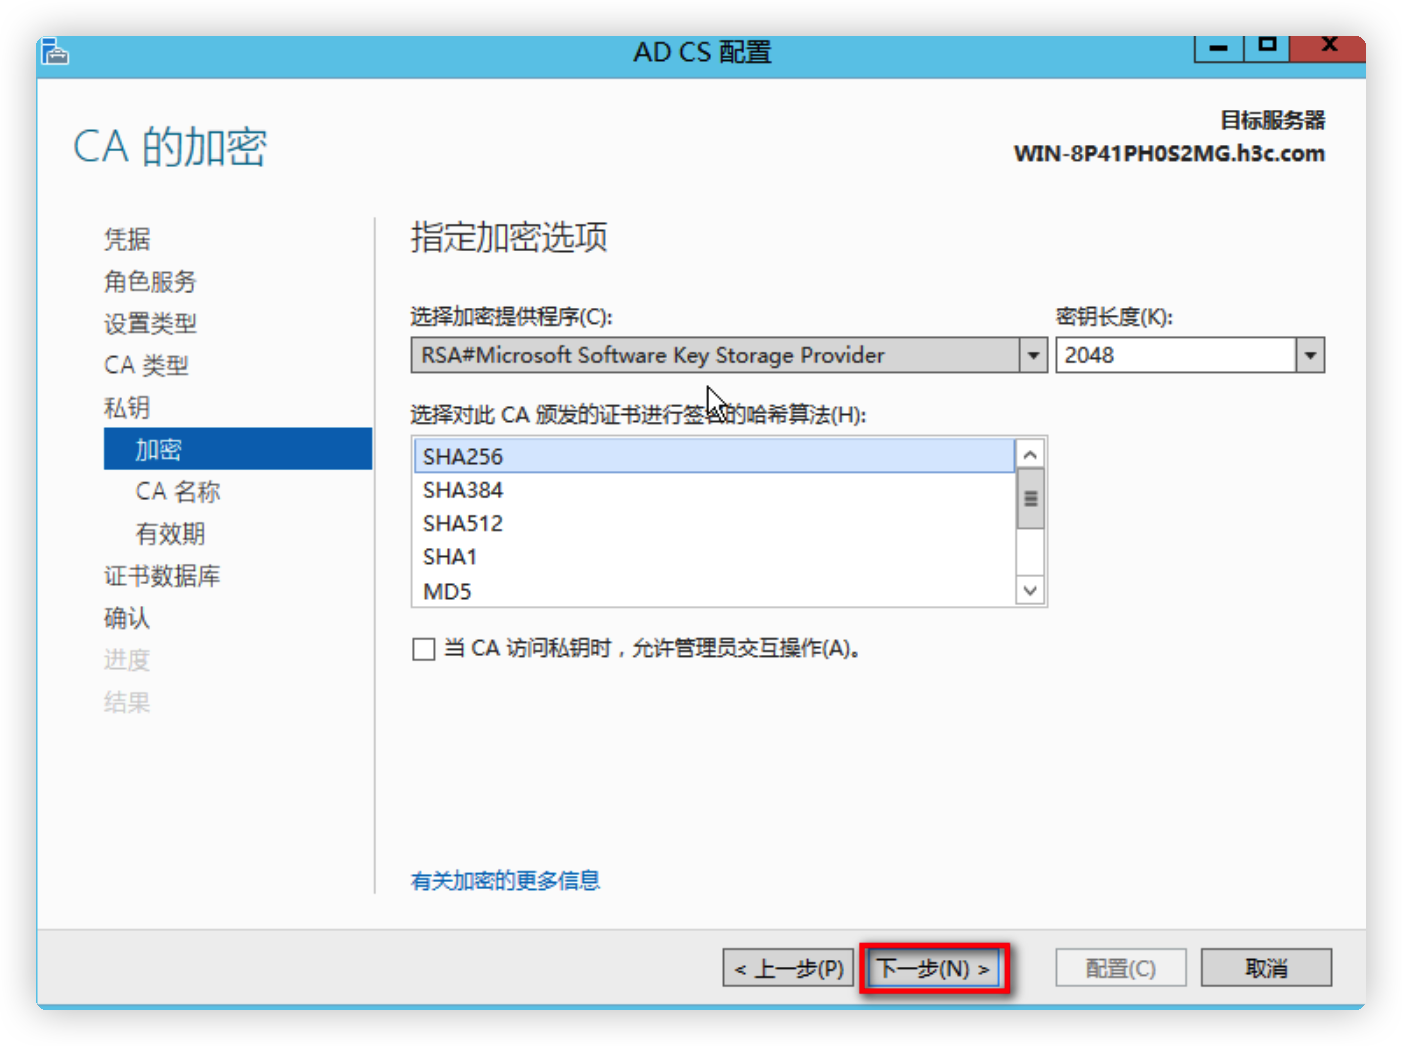 AD CS 配置
CA 的加密
目标服务器
WIN-8P41PH0S2MG.h3c.com
凭据
角色服务
设置类型
CA 类型
私钥
加密
CA 名称
有效期
证书数据库
确认
进度
结果
指定加密选项
选择加密提供程序(C):
密钥长度(K):
RSA#Microsoft Software Key Storage Provider
2048
选择对此 CA 颁发的证书进行签名的哈希算法(H):
SHA256
SHA384
SHA512
SHA1
MD5
当 CA 访问私钥时，允许管理员交互操作(A)。
有关加密的更多信息
< 上一步(P)
下一步(N) >
配置(C)
取消